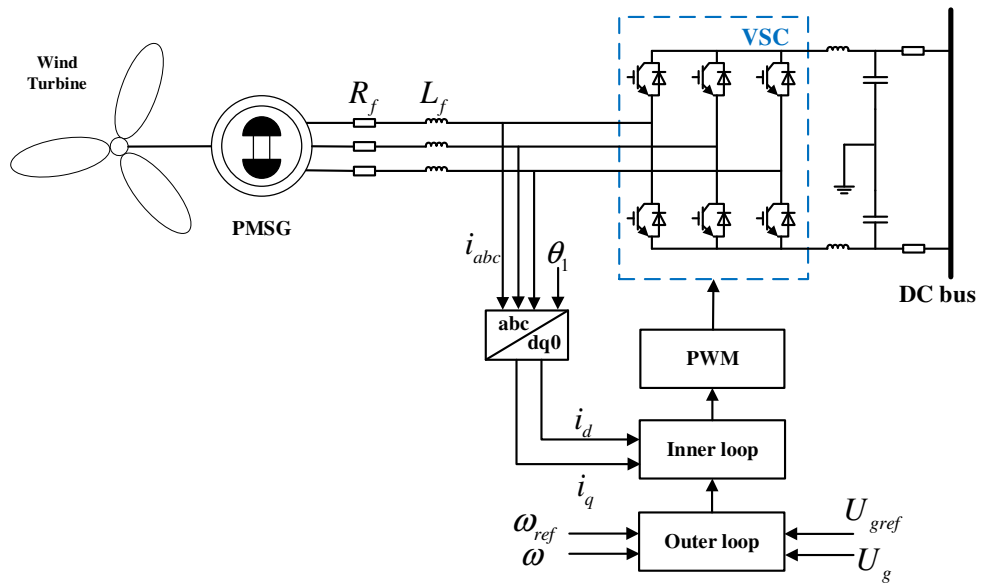 VSC
Wind
Turbine
R_f
L_f
PMSG
i_abc
θ_1
DC bus
abc
dq0
PWM
i_d
Inner loop
i_q
ω_ref
ω
Outer loop
U_gref
U_g